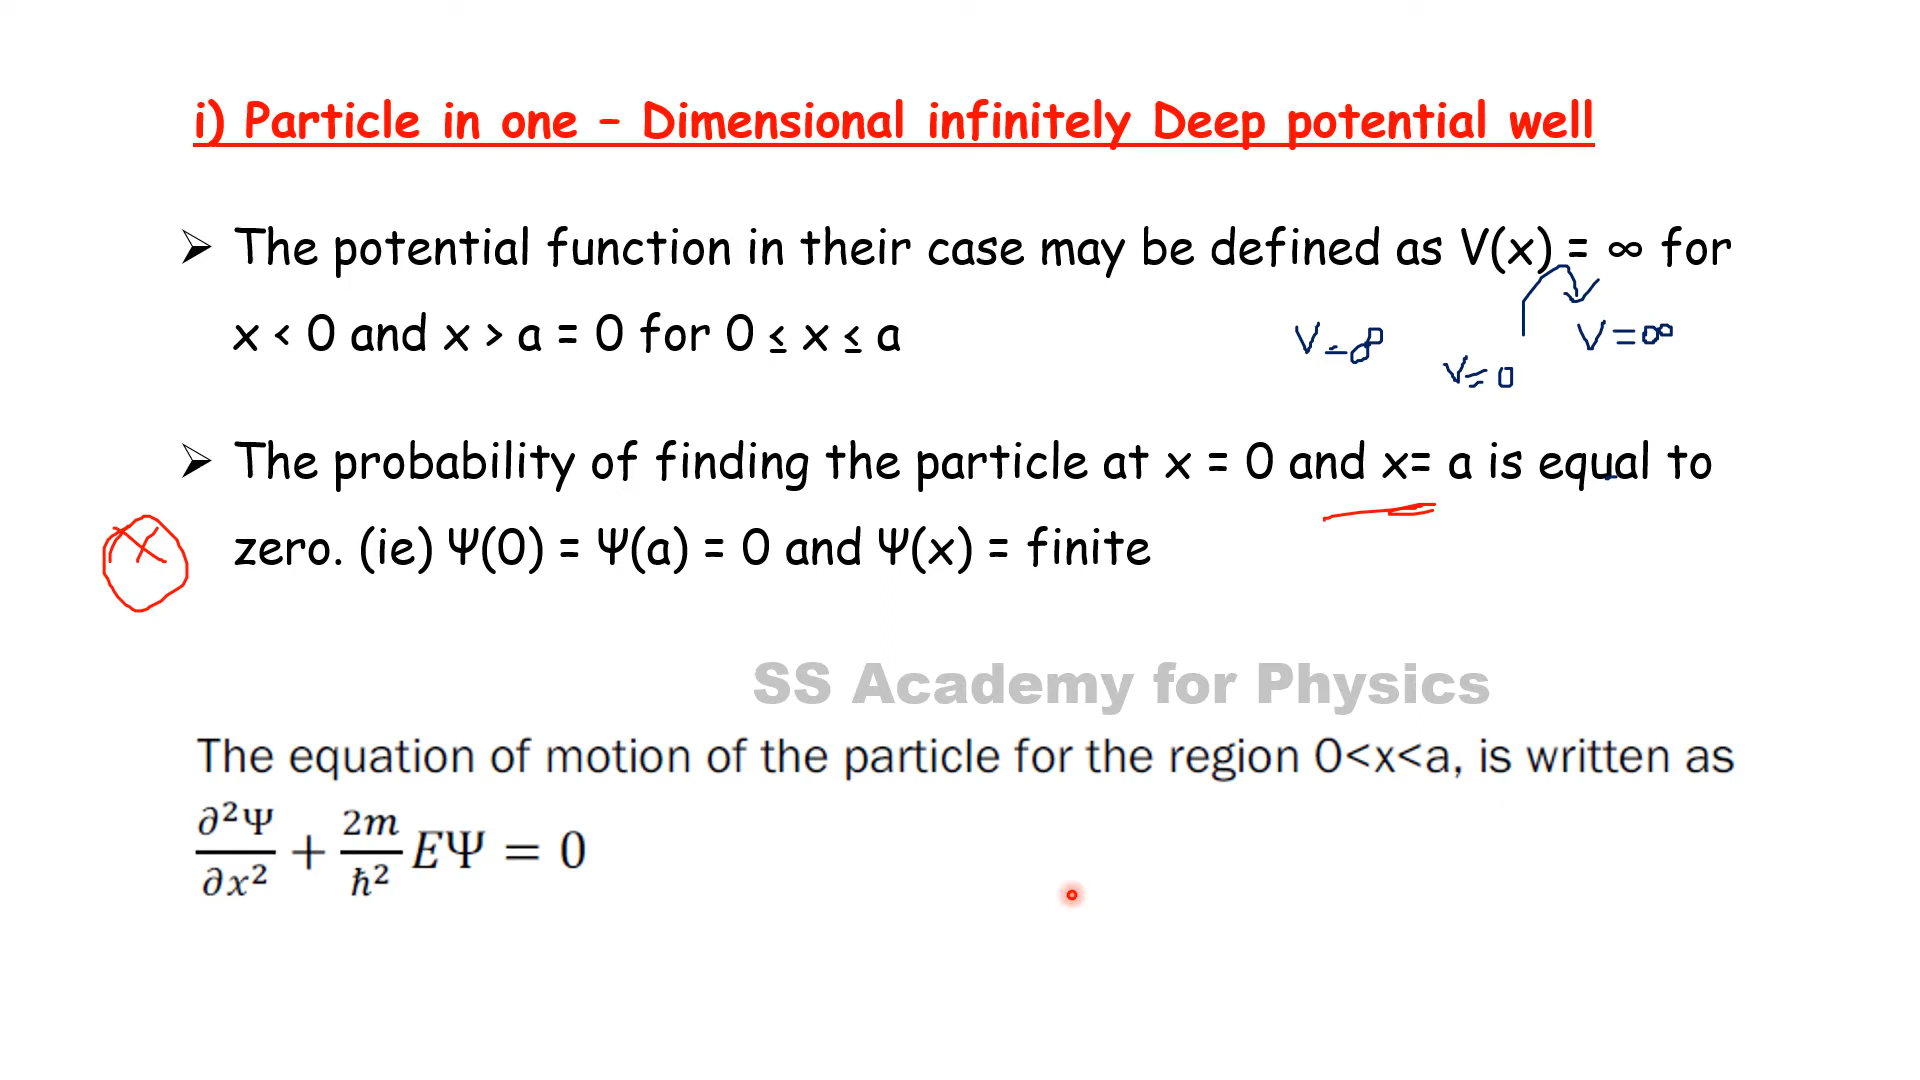 i) Particle in one – Dimensional infinitely Deep potential well
➢ The potential function in their case may be defined as V(x) = ∞ for
x < 0 and x > a = 0 for 0 ≤ x ≤ a
V=∞
V=0
V=∞
➢ The probability of finding the particle at x = 0 and x= a is equal to
zero. (ie) Ψ(0) = Ψ(a) = 0 and Ψ(x) = finite
SS Academy for Physics
The equation of motion of the particle for the region 0<x<a, is written as
∂²Ψ/∂x² + 2m/ħ² EΨ = 0